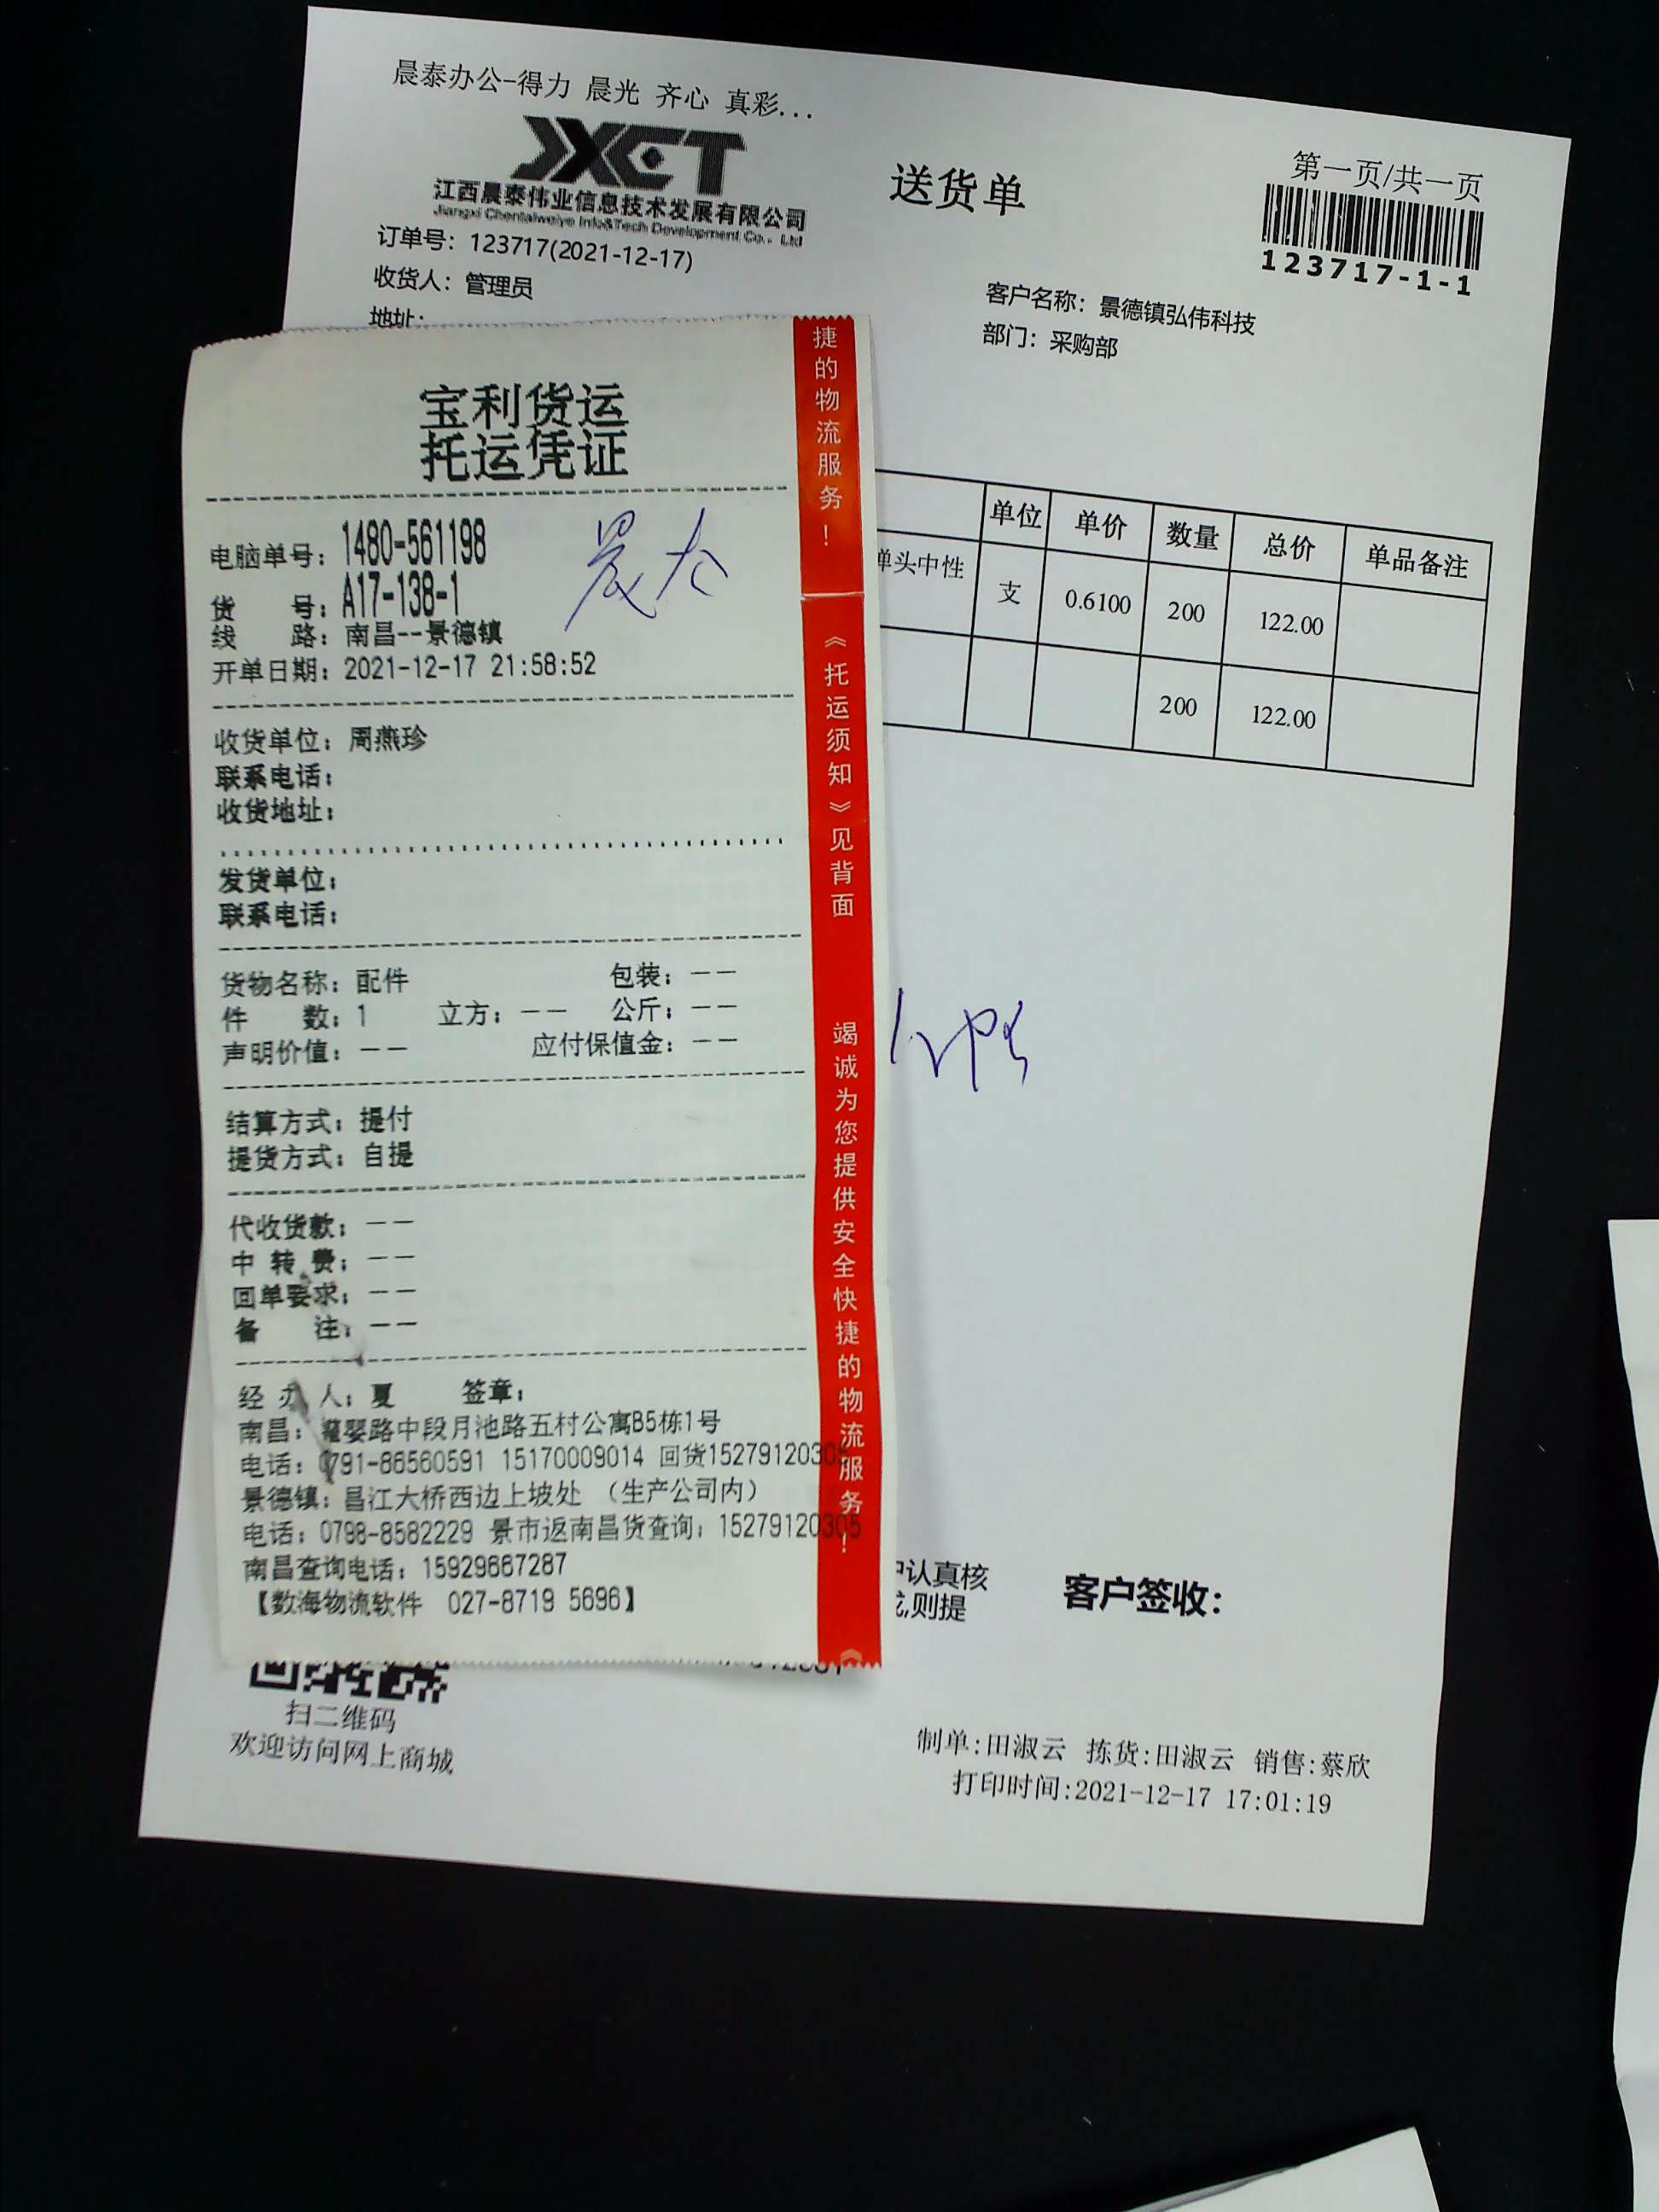 晨泰办公-得力 晨光 齐心 真彩...
JXCT
江西晨泰伟业信息技术发展有限公司
Jiangxi Chentaiweiye Info&Tech Development Co., Ltd
送货单
第一页/共一页
123717-1-1
订单号: 123717(2021-12-17)
收货人: 管理员
地址:
客户名称: 景德镇弘伟科技
部门: 采购部
单位 单价 数量 总价 单品备注
弹头中性 支 0.6100 200 122.00
200 122.00
宝利货运
托运凭证
电脑单号: 1480-561198
货 号: A17-138-1
线 路: 南昌--景德镇
开单日期: 2021-12-17 21:58:52
收货单位: 周燕珍
联系电话:
收货地址:
发货单位:
联系电话:
货物名称: 配件 包装: --
件 数: 1 立方: -- 公斤: --
声明价值: -- 应付保值金: --
结算方式: 提付
提货方式: 自提
代收货款: --
中 转 费: --
回单要求: --
备 注: --
经 办 人: 夏 签章:
南昌: 婴路中段月池路五村公寓B5栋1号
电话: 0791-86560591 15170009014 回货15279120305
景德镇: 昌江大桥西边上坡处 (生产公司内)
电话: 0798-8582229 景市返南昌货查询: 15279120305
南昌查询电话: 15929887287
【数海物流软件 027-8719 5696】
捷的物流服务!
《托运须知》见背面
竭诚为您提供安全快捷的物流服务!
认真核
,则提
客户签收:
扫二维码
欢迎访问网上商城
制单:田淑云 拣货:田淑云 销售:蔡欣
打印时间:2021-12-17 17:01:19